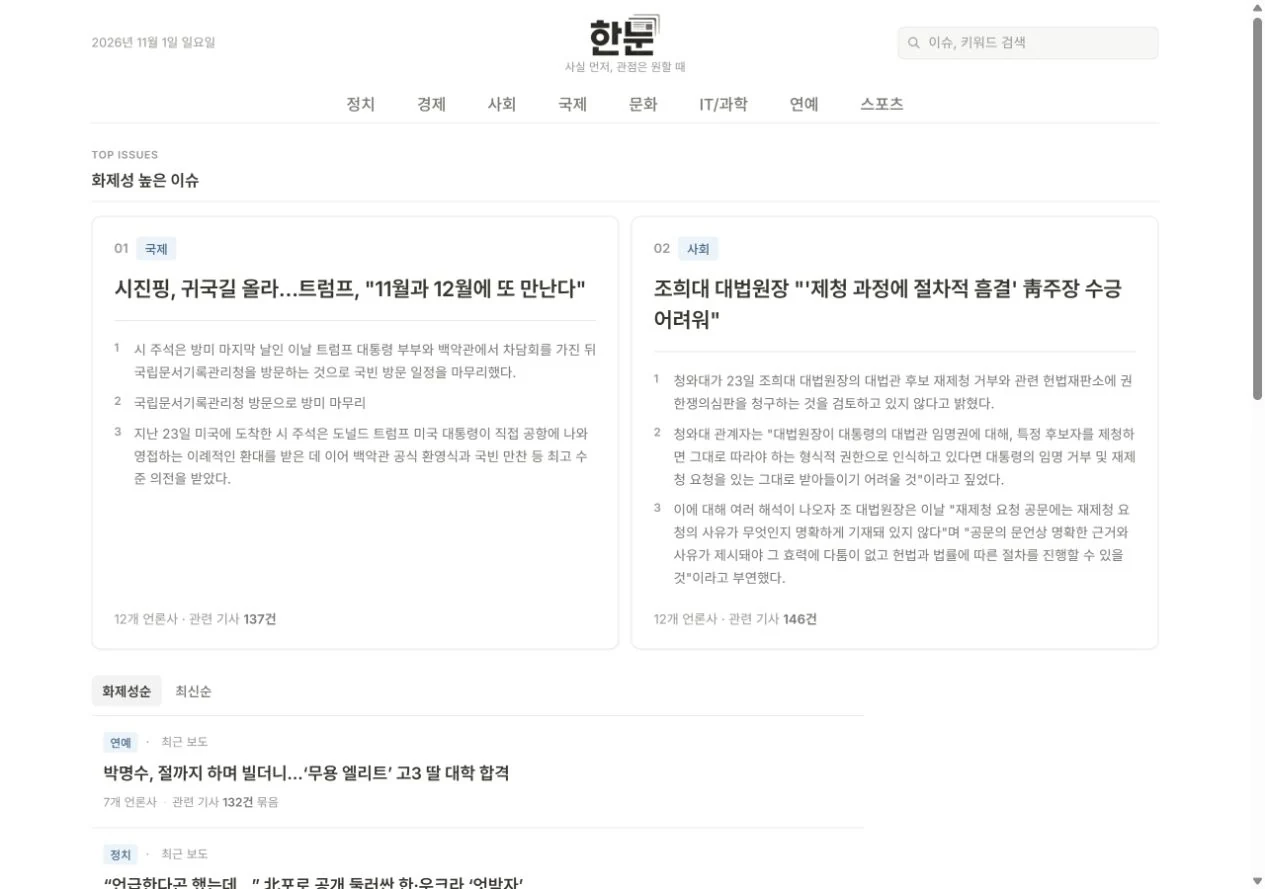 2026년 11월 1일 일요일
한눈
사실 먼저, 관점은 원할 때
이슈, 키워드 검색
정치 경제 사회 국제 문화 IT/과학 연예 스포츠
TOP ISSUES
화제성 높은 이슈
01 국제
시진핑, 귀국길 올라…트럼프, "11월과 12월에 또 만난다"
1 시 주석은 방미 마지막 날인 이날 트럼프 대통령 부부와 백악관에서 차담회를 가진 뒤
국립문서기록관리청을 방문하는 것으로 국빈 방문 일정을 마무리했다.
2 국립문서기록관리청 방문으로 방미 마무리
3 지난 23일 미국에 도착한 시 주석은 도널드 트럼프 미국 대통령이 직접 공항에 나와
영접하는 이례적인 환대를 받은 데 이어 백악관 공식 환영식과 국빈 만찬 등 최고 수
준 의전을 받았다.
12개 언론사 · 관련 기사 137건
02 사회
조희대 대법원장 "'제청 과정에 절차적 흠결' 靑주장 수긍
어려워"
1 청와대가 23일 조희대 대법원장의 대법관 후보 재제청 거부와 관련 헌법재판소에 권
한쟁의심판을 청구하는 것을 검토하고 있지 않다고 밝혔다.
2 청와대 관계자는 "대법원장이 대통령의 대법관 임명권에 대해, 특정 후보자를 제청하
면 그대로 따라야 하는 형식적 권한으로 인식하고 있다면 대통령의 임명 거부 및 재제
청 요청을 있는 그대로 받아들이기 어려울 것"이라고 짚었다.
3 이에 대해 여러 해석이 나오자 조 대법원장은 이날 "재제청 요청 공문에는 재제청 요
청의 사유가 무엇인지 명확하게 기재돼 있지 않다"며 "공문의 문언상 명확한 근거와
사유가 제시돼야 그 효력에 다툼이 없고 헌법과 법률에 따른 절차를 진행할 수 있을
것"이라고 부연했다.
12개 언론사 · 관련 기사 146건
화제성순 최신순
연예 · 최근 보도
박명수, 절까지 하며 빌더니…‘무용 엘리트’ 고3 딸 대학 합격
7개 언론사 · 관련 기사 132건 묶음
정치 · 최근 보도
“언급한다곤 했는데…” 北포로 공개 둘러싼 한·우크라 ‘엇박자’